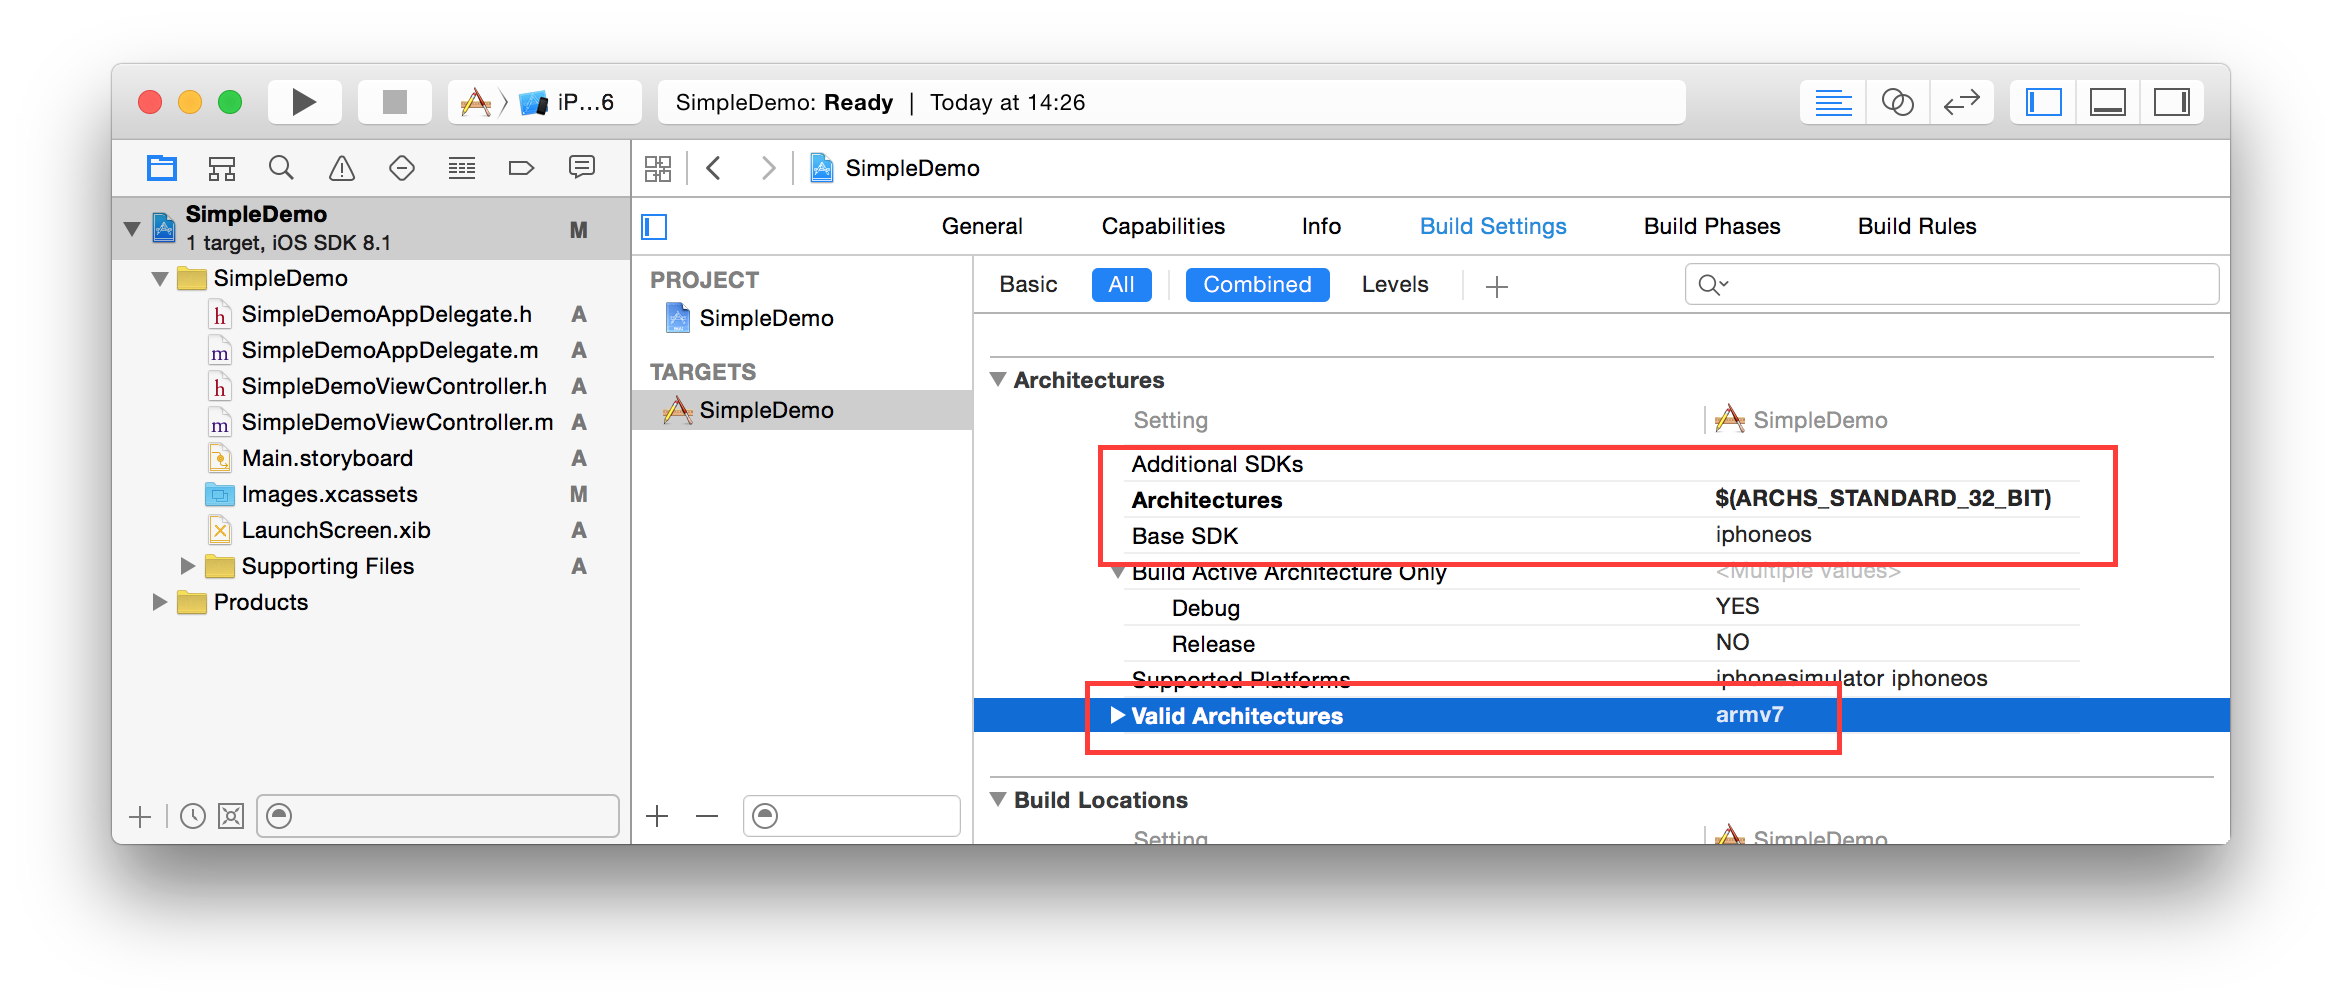 iP...6
SimpleDemo: Ready | Today at 14:26
SimpleDemo
1 target, iOS SDK 8.1
M
SimpleDemo
h SimpleDemoAppDelegate.h A
m SimpleDemoAppDelegate.m A
h SimpleDemoViewController.h A
m SimpleDemoViewController.m A
Main.storyboard A
Images.xcassets M
LaunchScreen.xib A
Supporting Files A
Products
SimpleDemo
General Capabilities Info Build Settings Build Phases Build Rules
PROJECT
SimpleDemo
TARGETS
SimpleDemo
Basic All Combined Levels
Architectures
Setting SimpleDemo
Additional SDKs
Architectures $(ARCHS_STANDARD_32_BIT)
Base SDK iphoneos
Build Active Architecture Only <Multiple values>
Debug YES
Release NO
Supported Platforms iphonesimulator iphoneos
Valid Architectures armv7
Build Locations
Setting SimpleDemo